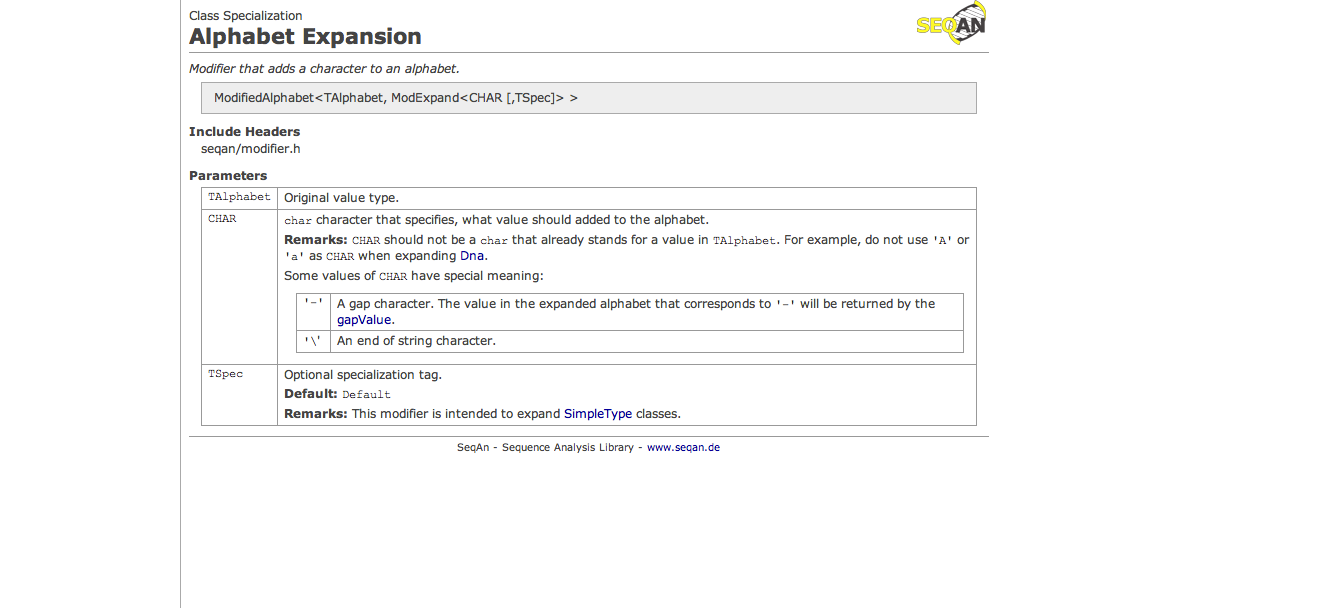 Class Specialization
SEQAN
Alphabet Expansion
Modifier that adds a character to an alphabet.
ModifiedAlphabet<TAlphabet, ModExpand<CHAR [,TSpec]> >
Include Headers
seqan/modifier.h
Parameters
TAlphabet Original value type.
CHAR char character that specifies, what value should added to the alphabet.
Remarks: CHAR should not be a char that already stands for a value in TAlphabet. For example, do not use 'A' or
'a' as CHAR when expanding Dna.
Some values of CHAR have special meaning:
'-' A gap character. The value in the expanded alphabet that corresponds to '-' will be returned by the
gapValue.
'\' An end of string character.
TSpec Optional specialization tag.
Default: Default
Remarks: This modifier is intended to expand SimpleType classes.
SeqAn - Sequence Analysis Library - www.seqan.de